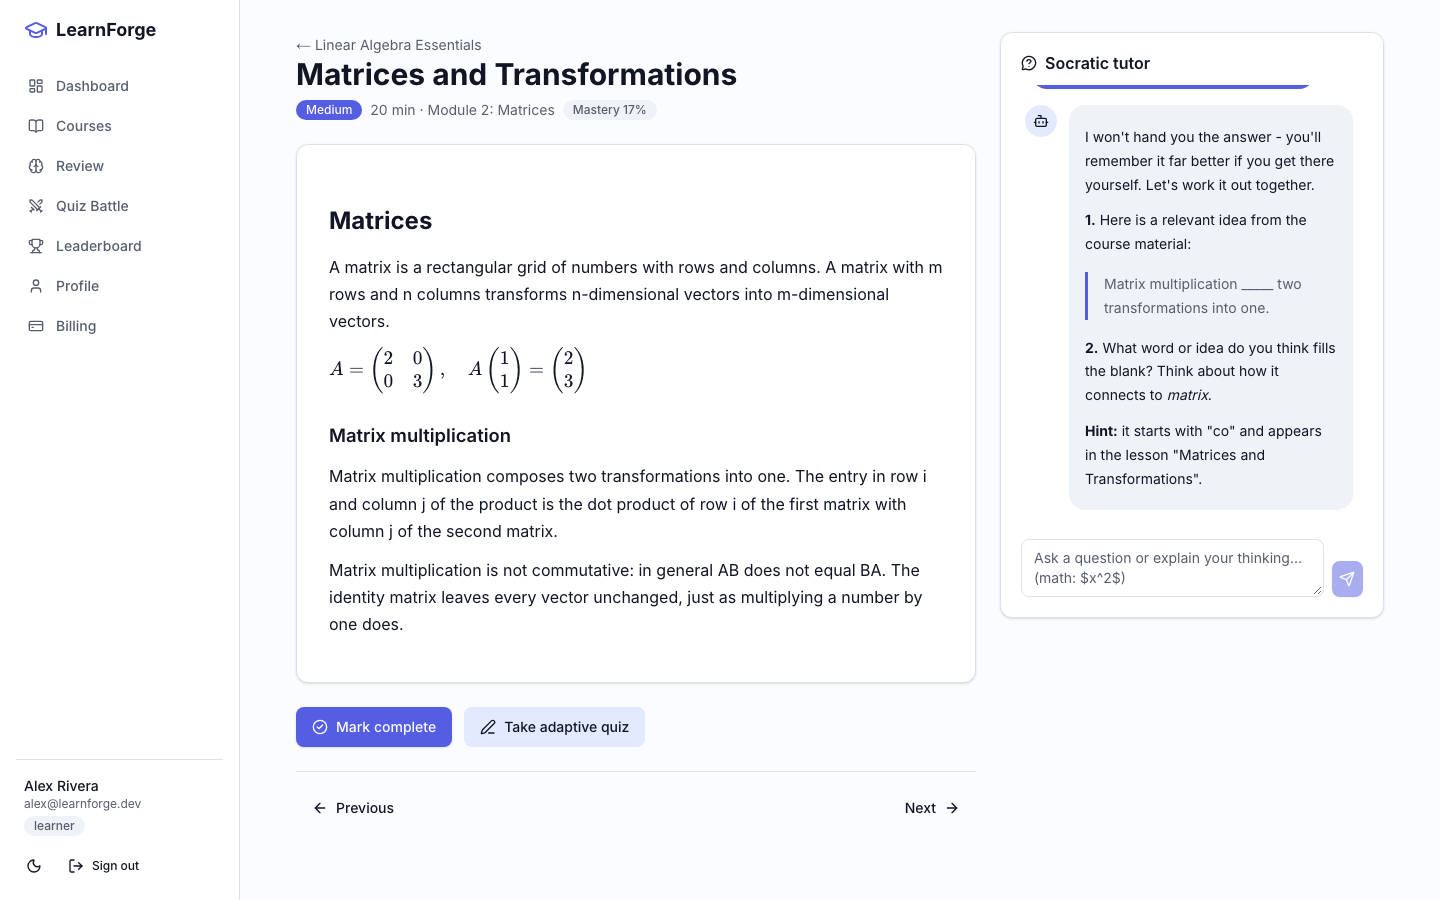 LearnForge
Dashboard
Courses
Review
Quiz Battle
Leaderboard
Profile
Billing
Alex Rivera
alex@learnforge.dev
learner
Sign out
← Linear Algebra Essentials
Matrices and Transformations
Medium 20 min · Module 2: Matrices Mastery 17%
Matrices
A matrix is a rectangular grid of numbers with rows and columns. A matrix with m
rows and n columns transforms n-dimensional vectors into m-dimensional
vectors.
A = (2 0
0 3), A (1
1) = (2
3)
Matrix multiplication
Matrix multiplication composes two transformations into one. The entry in row i
and column j of the product is the dot product of row i of the first matrix with
column j of the second matrix.
Matrix multiplication is not commutative: in general AB does not equal BA. The
identity matrix leaves every vector unchanged, just as multiplying a number by
one does.
Mark complete
Take adaptive quiz
Previous
Next
Socratic tutor
I won't hand you the answer - you'll
remember it far better if you get there
yourself. Let's work it out together.
1. Here is a relevant idea from the
course material:
Matrix multiplication _____ two
transformations into one.
2. What word or idea do you think fills
the blank? Think about how it
connects to matrix.
Hint: it starts with "co" and appears
in the lesson "Matrices and
Transformations".
Ask a question or explain your thinking...
(math: $x^2$)